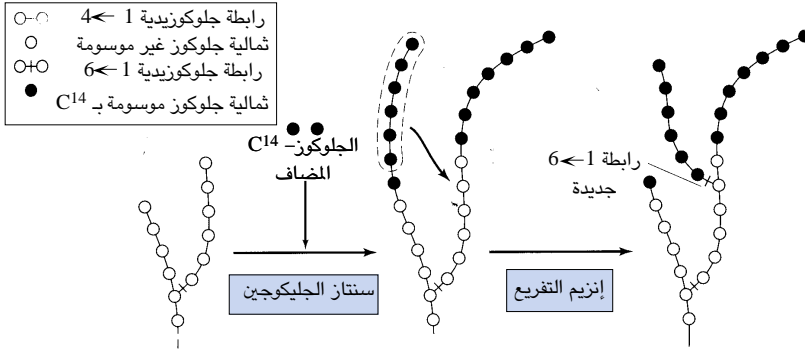 رابطة جلوكوزيدية 1 ←4
ثمالية جلوكوز غير موسومة
رابطة جلوكوزيدية 1 ←6
ثمالية جلوكوز موسومة بـ C¹⁴
الجلوكوز- C¹⁴
المضاف
رابطة 1 ←6
جديدة
سنتاز الجليكوجين
إنزيم التفريع